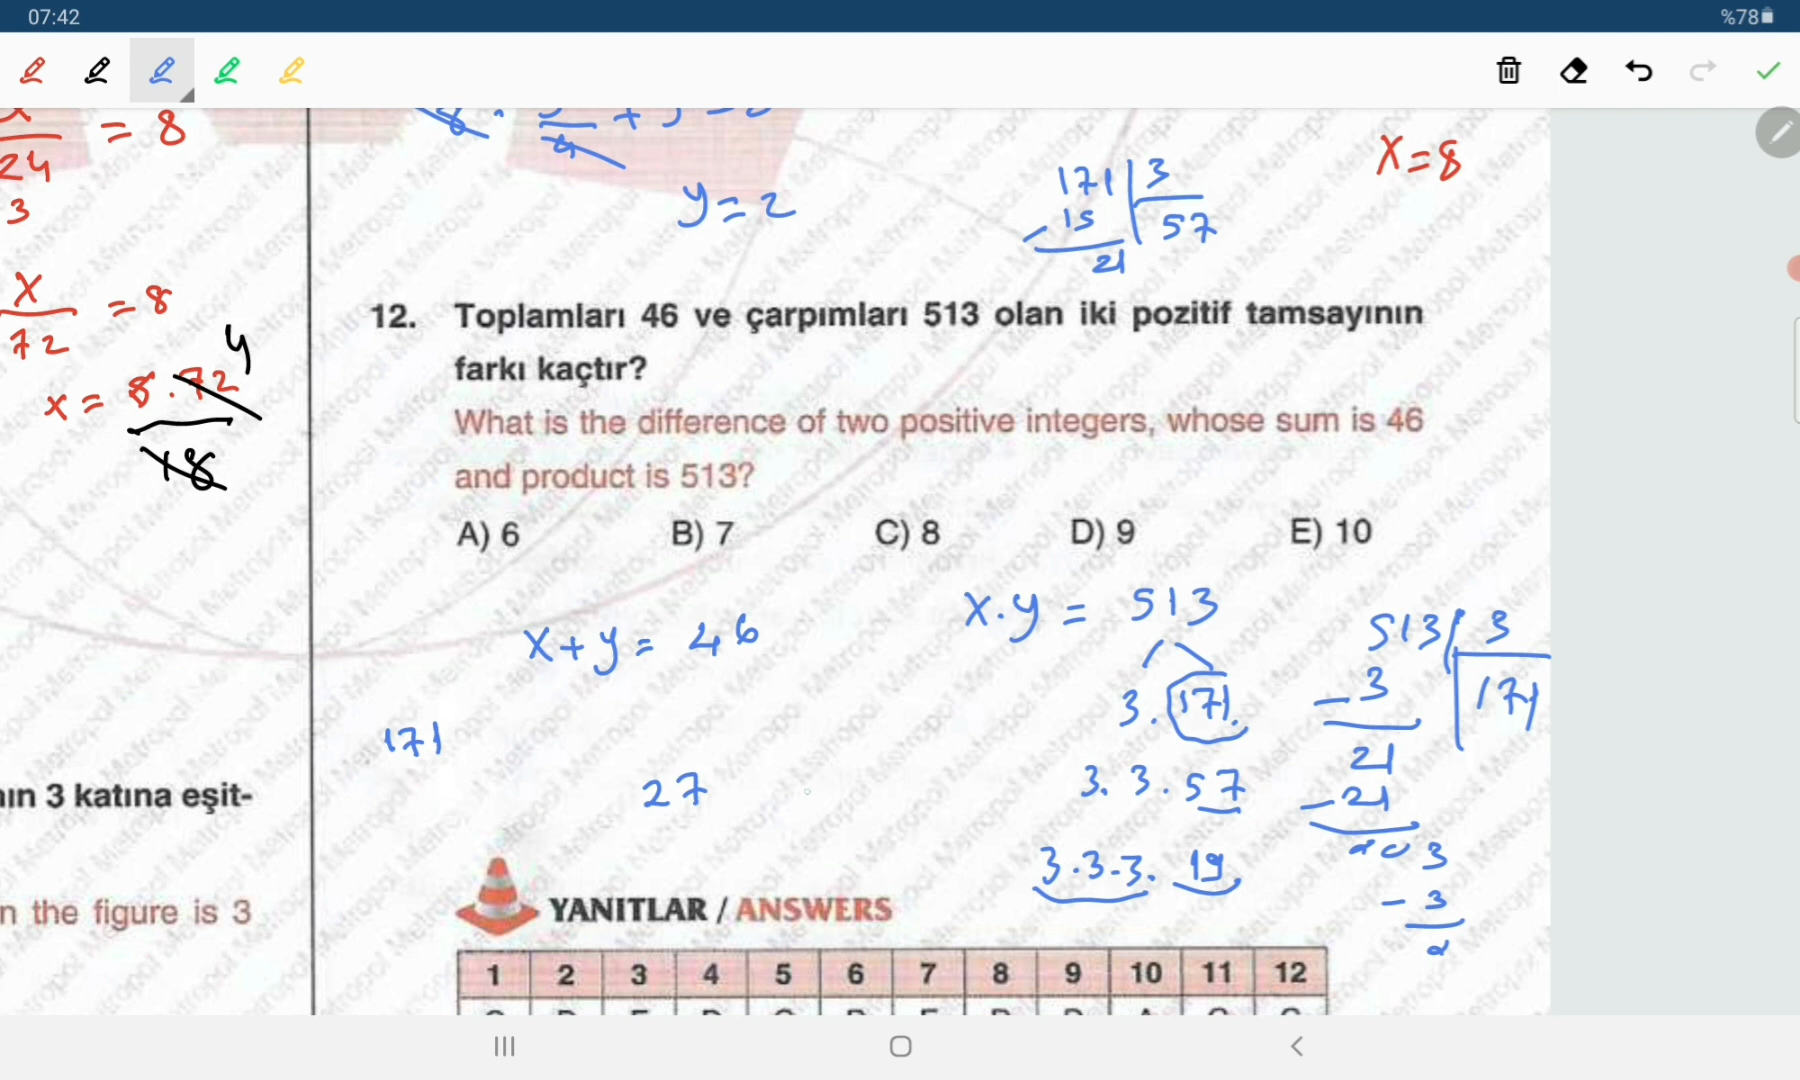 07:42
%78
x/24 = 8
3
x/72 = 8
x = 8.72/18
4
ın 3 katına eşit-
n the figure is 3
y = 2
171 | 3
- 15 57
21
x = 8
12. Toplamları 46 ve çarpımları 513 olan iki pozitif tamsayının
farkı kaçtır?
What is the difference of two positive integers, whose sum is 46
and product is 513?
A) 6 B) 7 C) 8 D) 9 E) 10
x+y = 46
x.y = 513
3.171.
3. 3. 57
3.3.3. 19
171
27
513 | 3
- 3 171
21
- 21
3
- 3
YANITLAR / ANSWERS
1 2 3 4 5 6 7 8 9 10 11 12